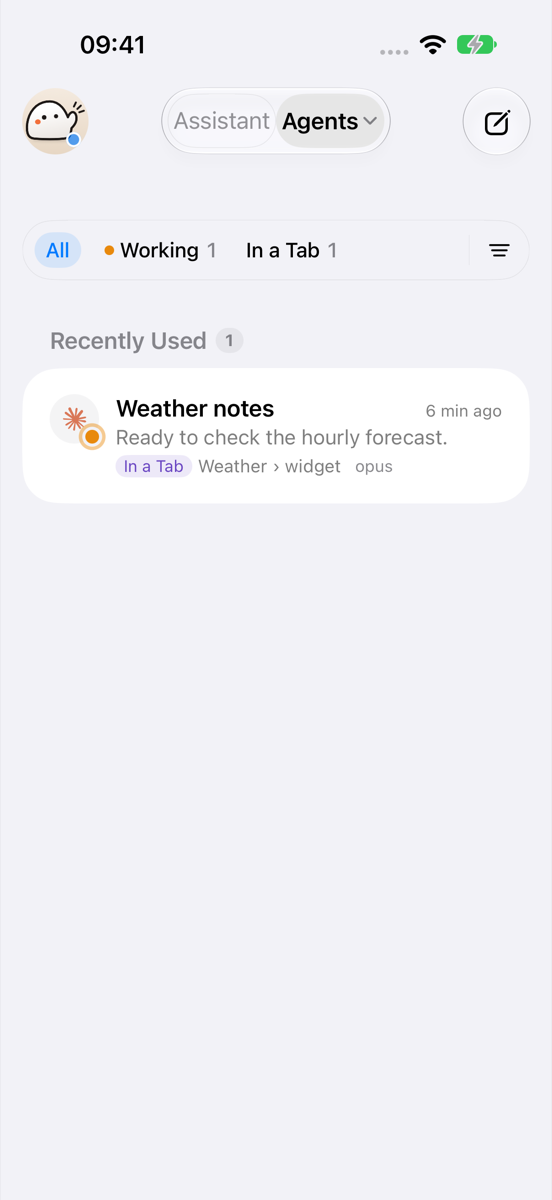 09:41
Assistant Agents
All Working 1 In a Tab 1
Recently Used 1
Weather notes 6 min ago
Ready to check the hourly forecast.
In a Tab Weather › widget opus